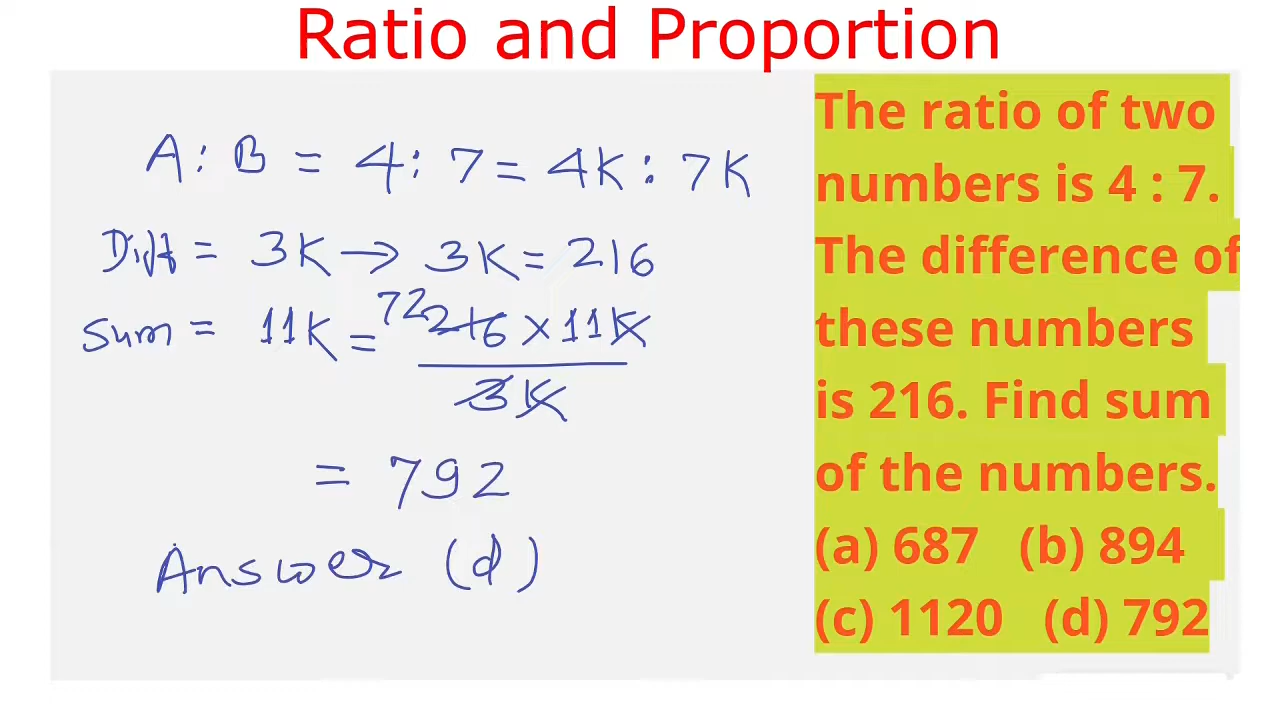 Ratio and Proportion
A : B = 4 : 7 = 4K : 7K
Diff = 3K → 3K = 216
Sum = 11K = 72 216 × 11K
3K
= 792
Answer (d)
The ratio of two
numbers is 4 : 7.
The difference of
these numbers
is 216. Find sum
of the numbers.
(a) 687 (b) 894
(c) 1120 (d) 792